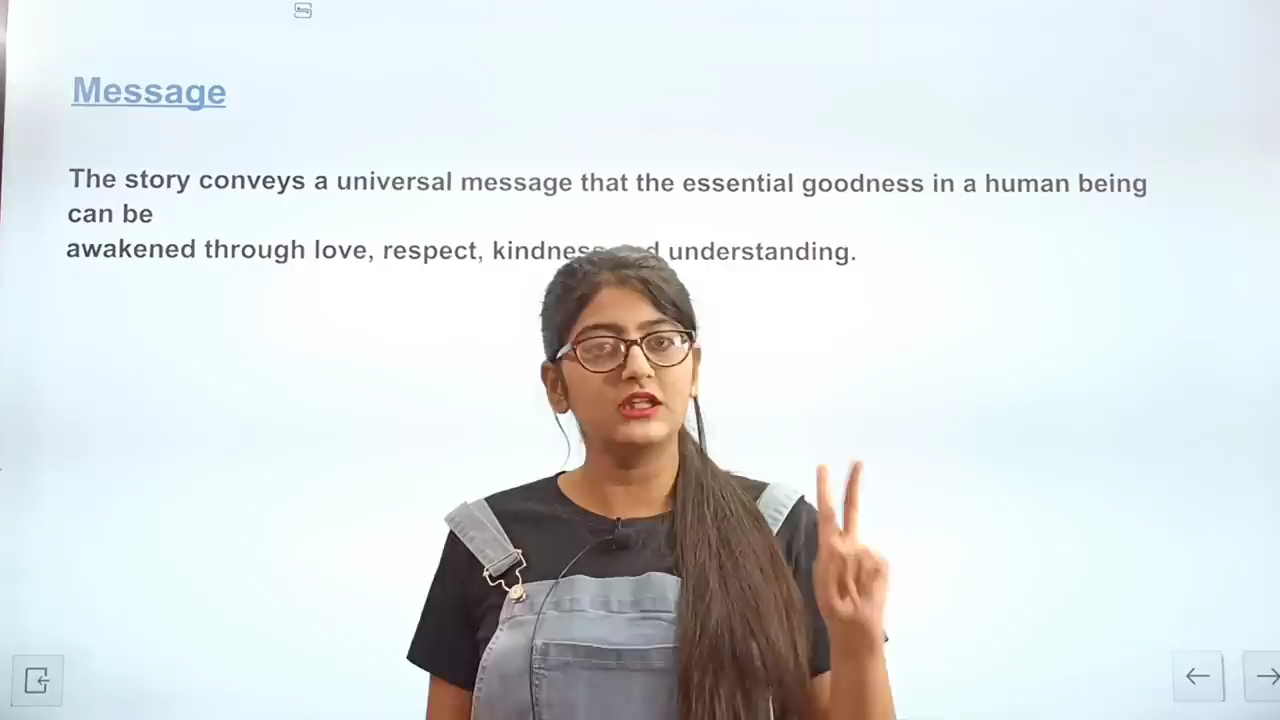 Message
The story conveys a universal message that the essential goodness in a human being
can be
awakened through love, respect, kindness understanding.